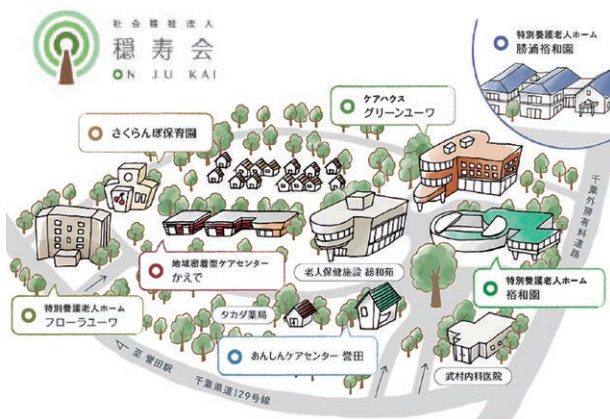 社会福祉法人
穏寿会
ON JU KAI
特別養護老人ホーム
勝浦裕和園
ケアハウス
グリーンユーワ
さくらんぼ保育園
千葉外房有料道路
地域密着型ケアセンター
かえで
老人保健施設 総和苑
特別養護老人ホーム
裕和園
特別養護老人ホーム
フローラユーワ
タカダ薬局
あんしんケアセンター 誉田
武村内科医院
至 誉田駅
千葉県道129号線